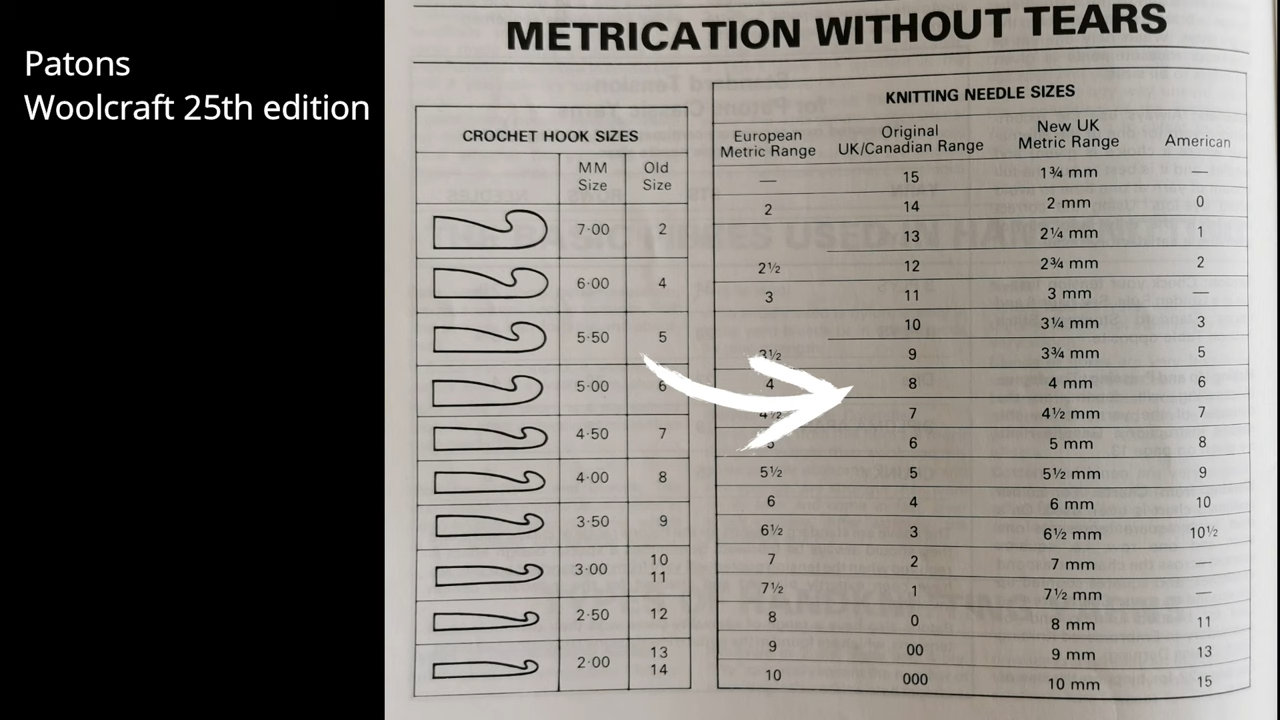 Patons
Woolcraft 25th edition
METRICATION WITHOUT TEARS
CROCHET HOOK SIZES
MM Size Old Size
7·00 2
6·00 4
5·50 5
5·00 6
4·50 7
4·00 8
3·50 9
3·00 10 11
2·50 12
2·00 13 14
KNITTING NEEDLE SIZES
European Metric Range Original UK/Canadian Range New UK Metric Range American
— 15 1¾ mm —
2 14 2 mm 0
13 2¼ mm 1
2½ 12 2¾ mm 2
3 11 3 mm —
10 3¼ mm 3
3½ 9 3¾ mm 5
4 8 4 mm 6
4½ 7 4½ mm 7
5 6 5 mm 8
5½ 5 5½ mm 9
6 4 6 mm 10
6½ 3 6½ mm 10½
7 2 7 mm —
7½ 1 7½ mm —
8 0 8 mm 11
9 00 9 mm 13
10 000 10 mm 15